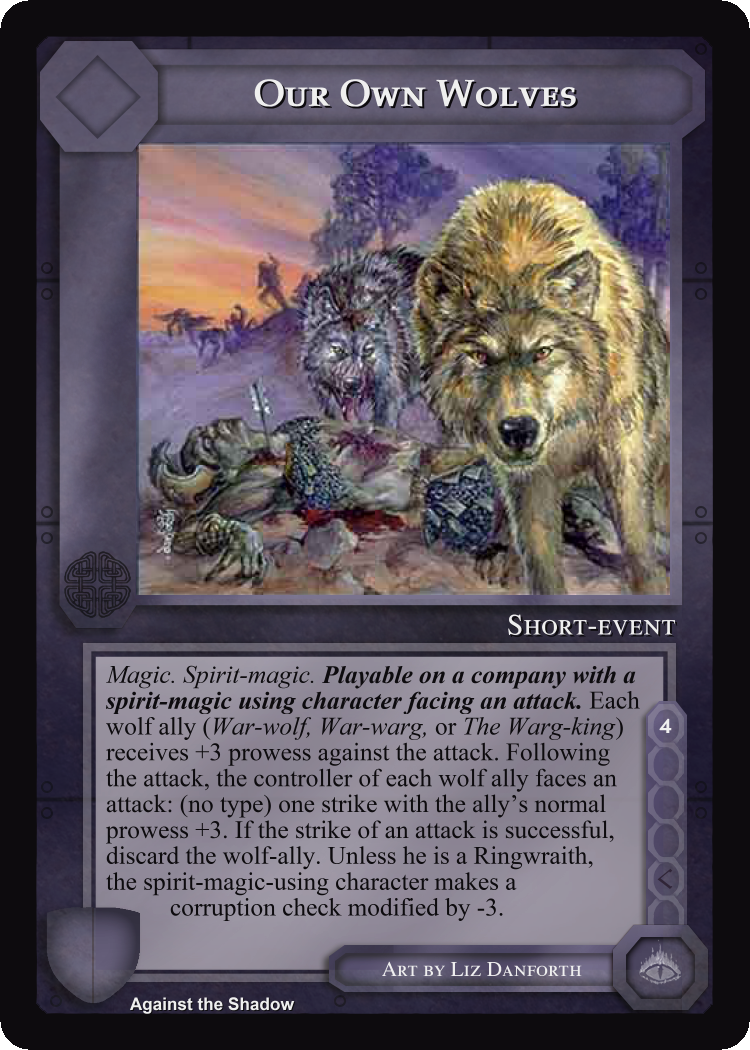 Our Own Wolves
Short-event
Magic. Spirit-magic. Playable on a company with a
spirit-magic using character facing an attack. Each
wolf ally (War-wolf, War-warg, or The Warg-king)
receives +3 prowess against the attack. Following
the attack, the controller of each wolf ally faces an
attack: (no type) one strike with the ally's normal
prowess +3. If the strike of an attack is successful,
discard the wolf-ally. Unless he is a Ringwraith,
the spirit-magic-using character makes a
corruption check modified by -3.
4
Art by Liz Danforth
Against the Shadow